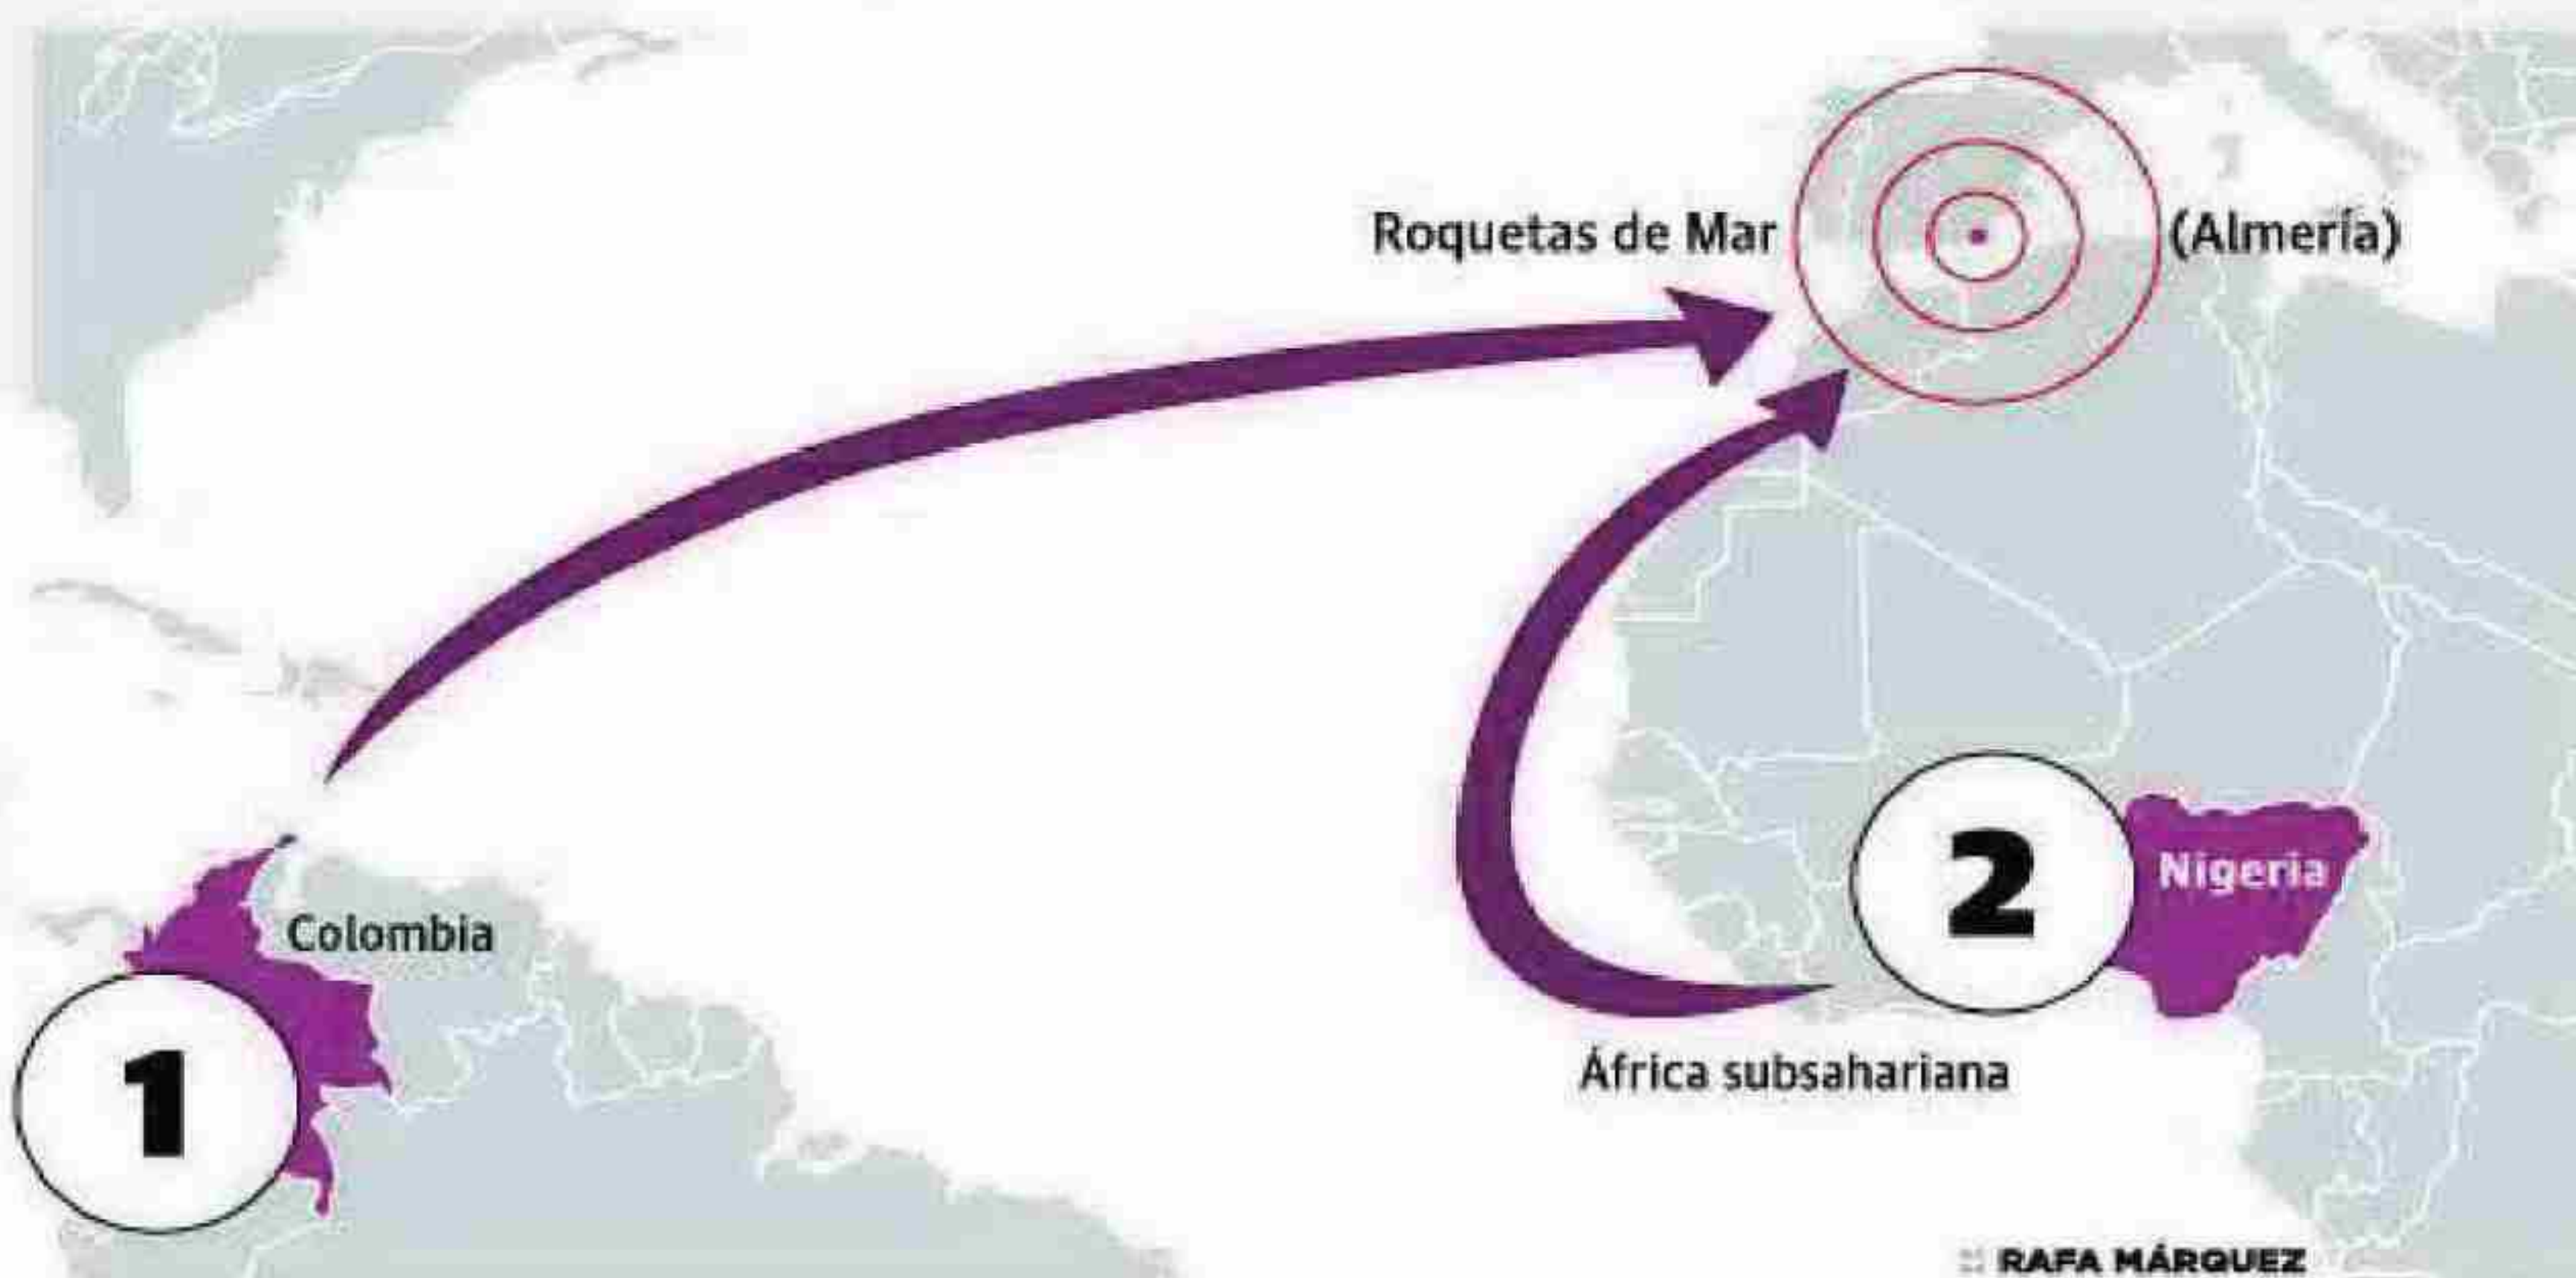 Roquetas de Mar (Almería)
Colombia
1
2
Nigeria
África subsahariana
:: RAFA MÁRQUEZ